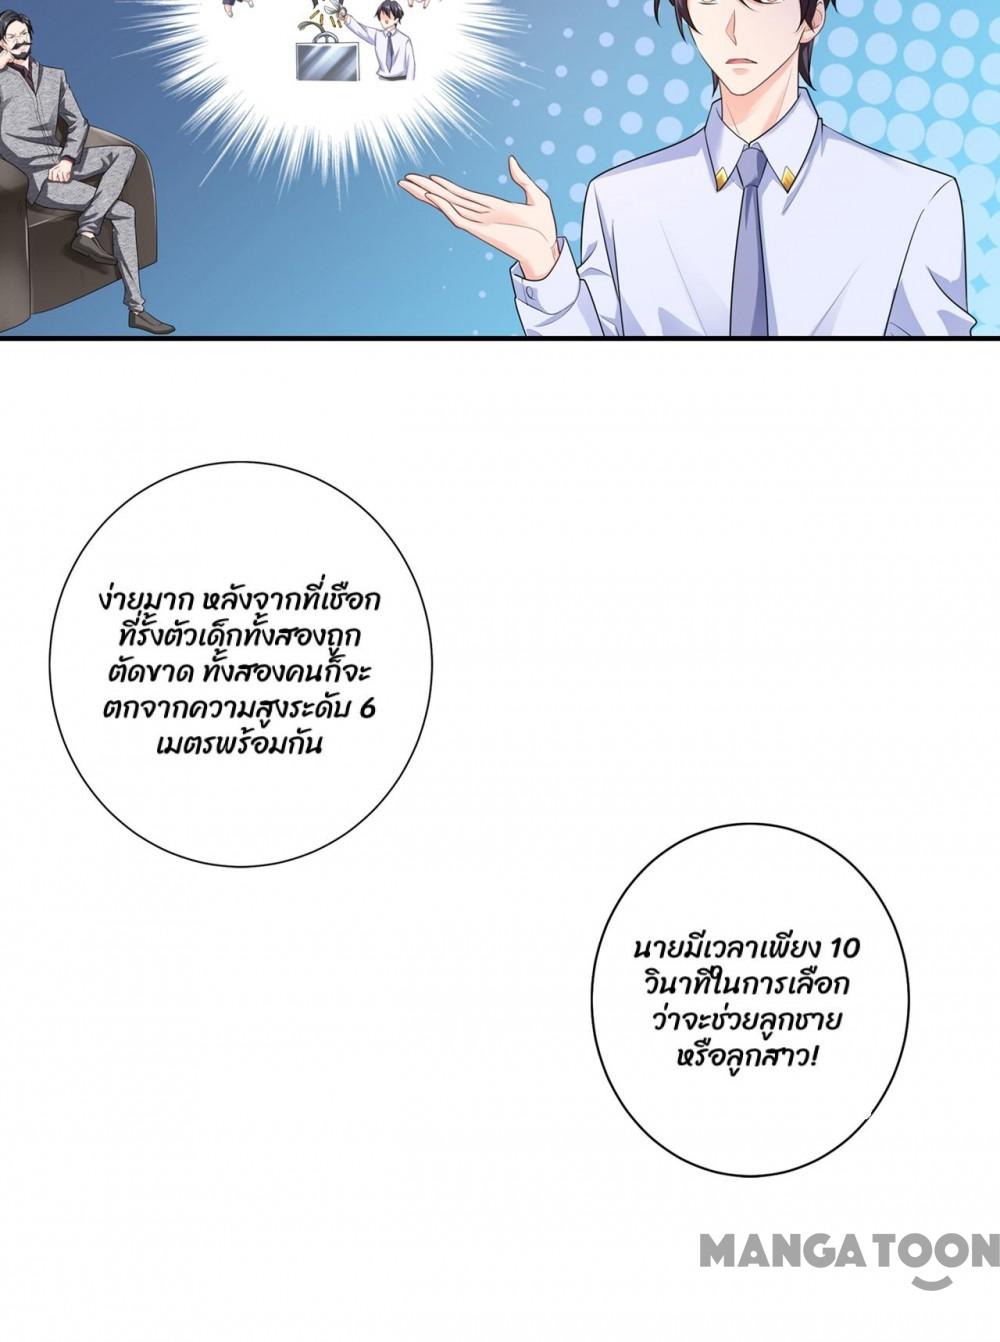 ง่ายมาก หลังจากที่เชือก
ที่รั้งตัวเด็กทั้งสองถูก
ตัดขาด ทั้งสองคนก็จะ
ตกจากความสูงระดับ 6
เมตรพร้อมกัน
นายมีเวลาเพียง 10
วินาทีในการเลือก
ว่าจะช่วยลูกชาย
หรือลูกสาว!
MANGATOON